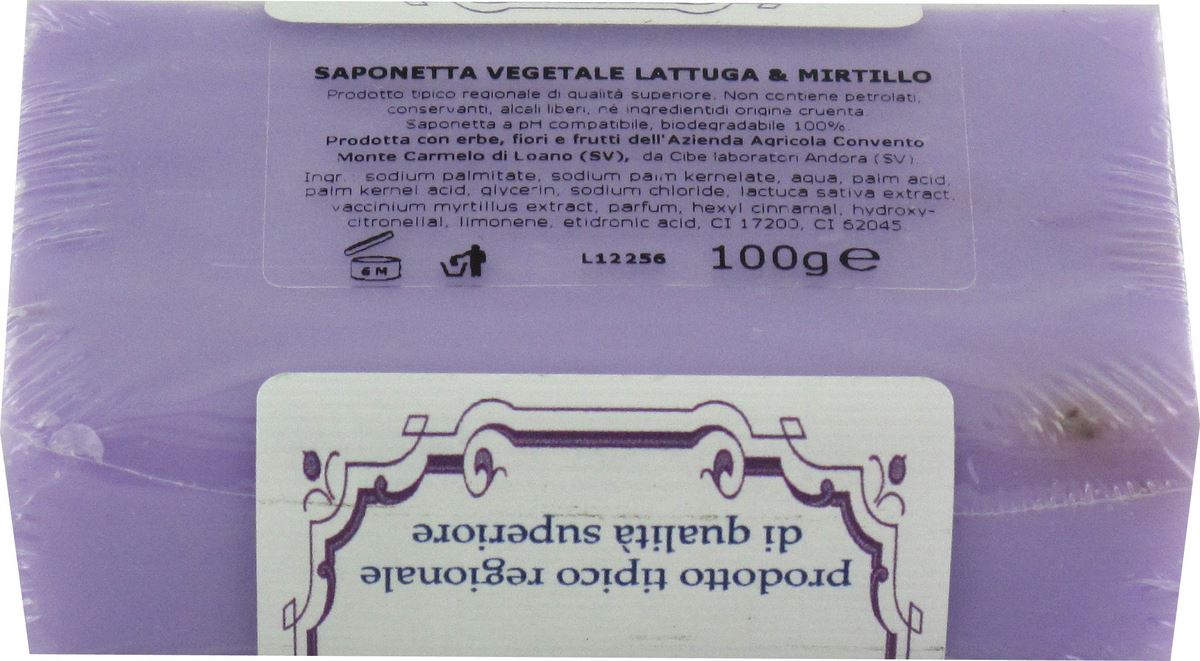 SAPONETTA VEGETALE LATTUGA & MIRTILLO
Prodotto tipico regionale di qualità superiore. Non contiene petrolati,
conservanti, alcali liberi, né ingredientidi origine cruenta.
Saponetta a pH compatibile, biodegradabile 100%.
Prodotta con erbe, fiori e frutti dell'Azienda Agricola Convento
Monte Carmelo di Loano (SV), da Cibe laboratori Andora (SV)
Ingr. sodium palmitate, sodium palm kernelate, aqua, palm acid,
palm kernel acid, glycerin, sodium chloride, lactuca sativa extract,
vaccinium myrtillus extract, parfum, hexyl cinnamal, hydroxy-
citronellal, limonene, etidronic acid, CI 17200, CI 62045.
6 M
L12256 100g e
prodotto tipico regionale
di qualità superiore